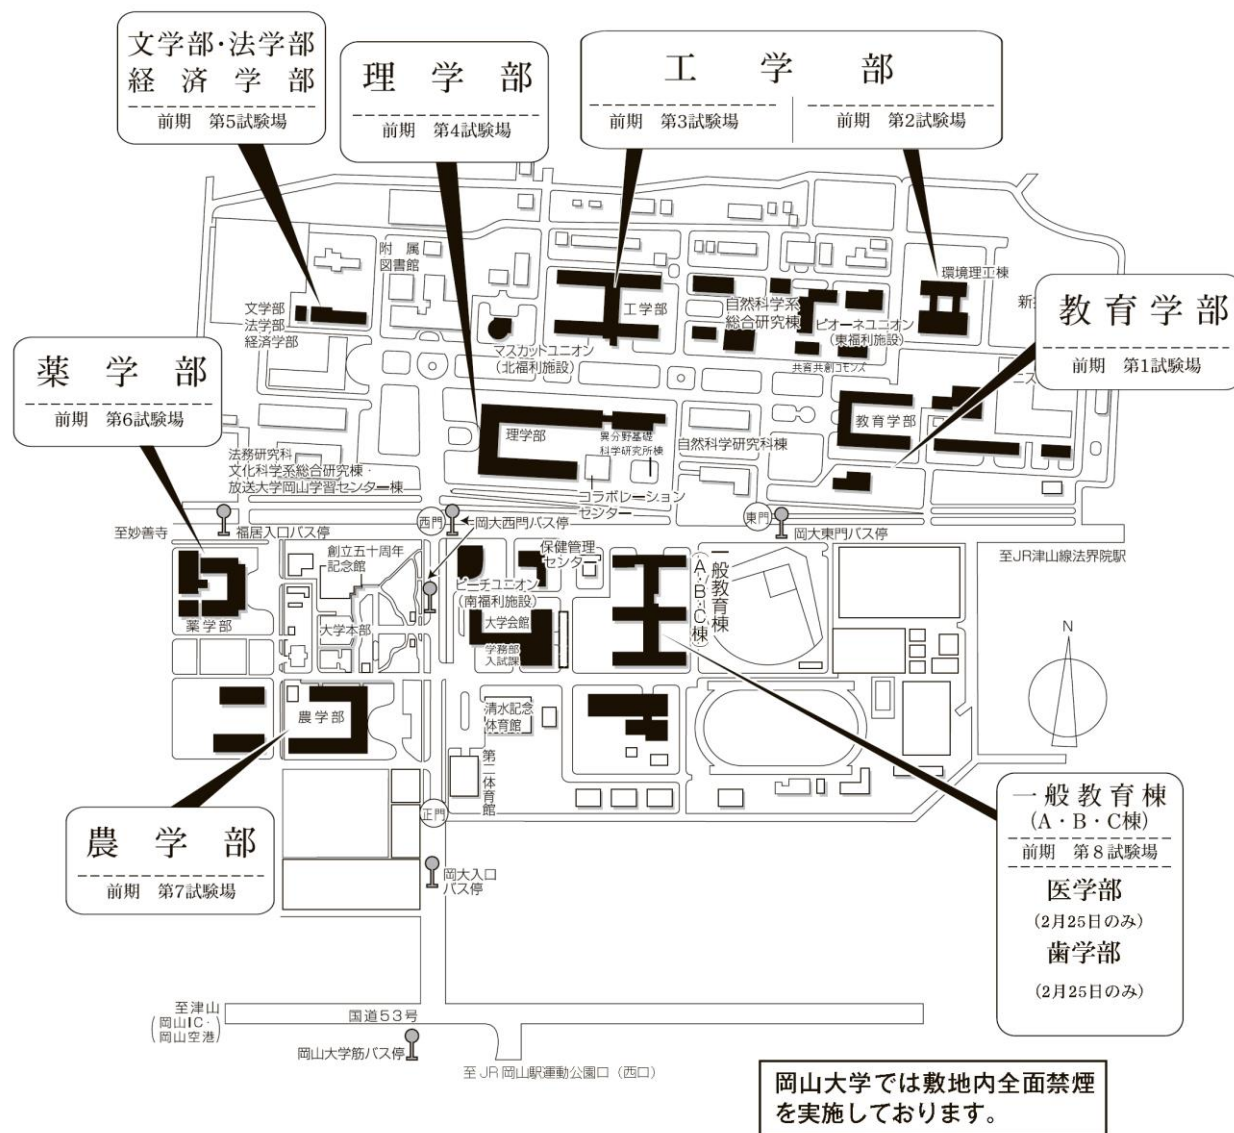 文学部・法学部
経済学部
前期 第5試験場
理学部
前期 第4試験場
工学部
前期 第3試験場
前期 第2試験場
教育学部
前期 第1試験場
薬学部
前期 第6試験場
附属
図書館
文学部
法学部
経済学部
マスカットユニオン
(北福利施設)
工学部
自然科学系
総合研究棟
ピオーネユニオン
(東福利施設)
共育共創コモンズ
環境理工棟
理学部
異分野基礎
科学研究所棟
コラボレーション
センター
自然科学研究科棟
教育学部
法務研究科
文化科学系総合研究棟・
放送大学岡山学習センター棟
至妙善寺
福居入口バス停
西門
岡大西門バス停
東門
岡大東門バス停
至JR津山線法界院駅
創立五十周年
記念館
大学本部
薬学部
ピーチユニオン
(南福利施設)
保健管理
センター
大学会館
学務部
入試課
一般教育棟
(A・B・C棟)
農学部
清水記念
体育館
第二体育館
正門
N
農学部
前期 第7試験場
岡大入口
バス停
一般教育棟
(A・B・C棟)
前期 第8試験場
医学部
(2月25日のみ)
歯学部
(2月25日のみ)
至津山
(岡山IC・
岡山空港)
国道53号
岡山大学筋バス停
至JR岡山駅運動公園口(西口)
岡山大学では敷地内全面禁煙
を実施しております。